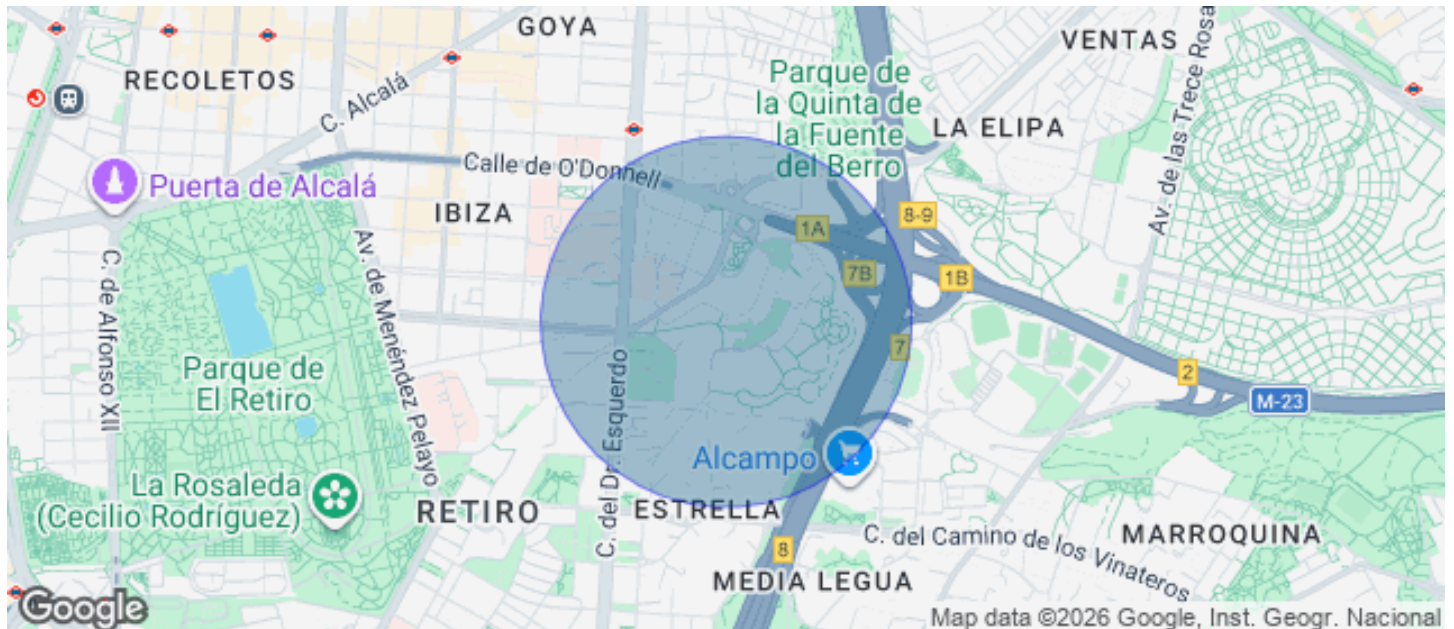 GOYA
VENTAS
RECOLETOS
Parque de
la Quinta de
la Fuente
del Berro
C. Alcalá
LA ELIPA
Av. de las Trece Rosa
Calle de O'Donnell
Puerta de Alcalá
IBIZA
8-9
1A
7B
1B
C. de Alfonso XII
Av. de Menéndez Pelayo
7
Parque de
El Retiro
2
M-23
C. del Dr. Esquerdo
Alcampo
La Rosaleda
(Cecilio Rodríguez)
RETIRO
ESTRELLA
C. del Camino de los Vinateros
MARROQUINA
8
MEDIA LEGUA
Google
Map data ©2026 Google, Inst. Geogr. Nacional